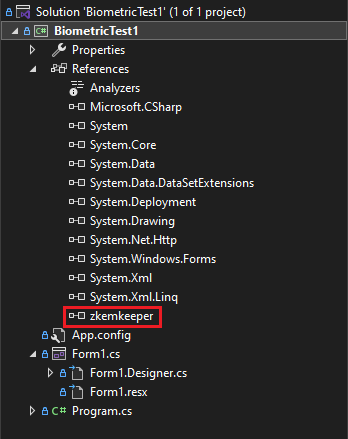 Solution 'BiometricTest1' (1 of 1 project)
C# BiometricTest1
Properties
References
Analyzers
Microsoft.CSharp
System
System.Core
System.Data
System.Data.DataSetExtensions
System.Deployment
System.Drawing
System.Net.Http
System.Windows.Forms
System.Xml
System.Xml.Linq
zkemkeeper
App.config
Form1.cs
Form1.Designer.cs
Form1.resx
C# Program.cs